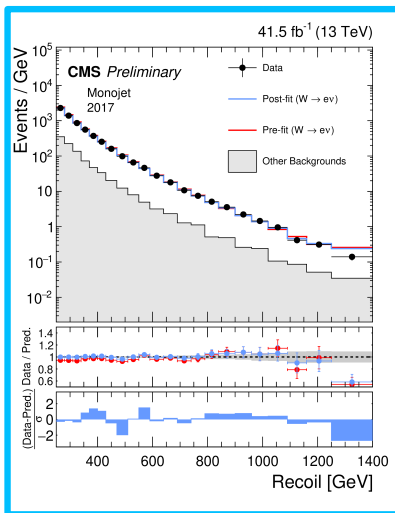 41.5 fb⁻¹ (13 TeV)
Events / GeV
10⁵
10⁴
10³
10²
10
1
10⁻¹
10⁻²
CMS Preliminary
Monojet
2017
Data
Post-fit (W → eν)
Pre-fit (W → eν)
Other Backgrounds
Data / Pred.
1.4
1.2
1
0.8
0.6
(Data-Pred.)
σ
2
0
−2
400 600 800 1000 1200 1400
Recoil [GeV]